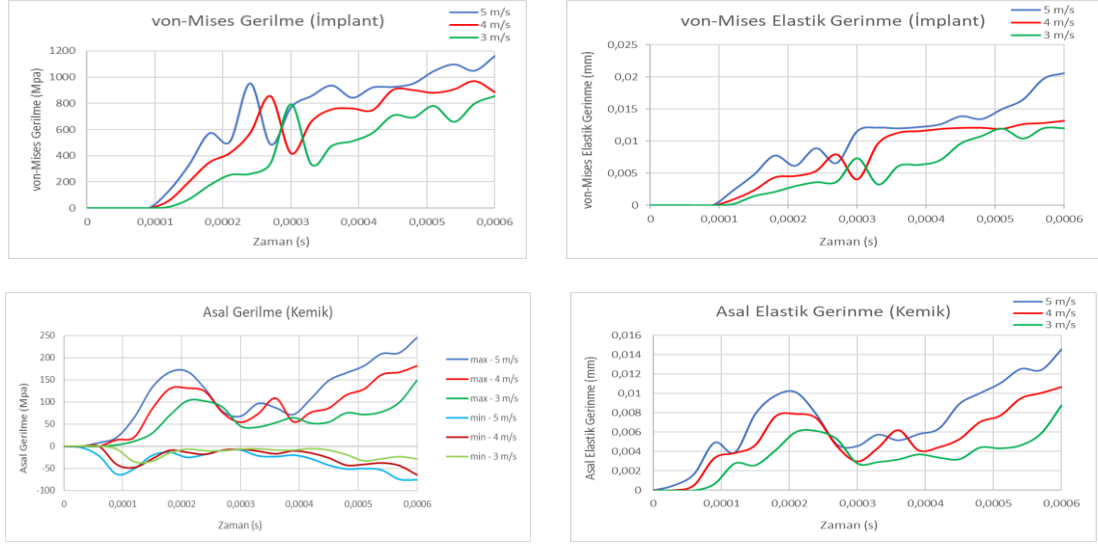 von-Mises Gerilme (İmplant)
5 m/s
4 m/s
3 m/s
von-Mises Gerilme (Mpa)
1200
1000
800
600
400
200
0
0
0,0001
0,0002
0,0003
0,0004
0,0005
0,0006
Zaman (s)
von-Mises Elastik Gerinme (İmplant)
5 m/s
4 m/s
3 m/s
von-Mises Elastik Gerinme (mm)
0,025
0,02
0,015
0,01
0,005
0
0
0,0001
0,0002
0,0003
0,0004
0,0005
0,0006
Zaman (s)
Asal Gerilme (Kemik)
Asal Gerilme (Mpa)
250
200
150
100
50
0
-50
-100
0
0,0001
0,0002
0,0003
0,0004
0,0005
0,0006
Zaman (s)
max - 5 m/s
max - 4 m/s
max - 3 m/s
min - 5 m/s
min - 4 m/s
min - 3 m/s
Asal Elastik Gerinme (Kemik)
5 m/s
4 m/s
3 m/s
Asal Elastik Gerinme (mm)
0,016
0,014
0,012
0,01
0,008
0,006
0,004
0,002
0
0
0,0001
0,0002
0,0003
0,0004
0,0005
0,0006
Zaman (s)